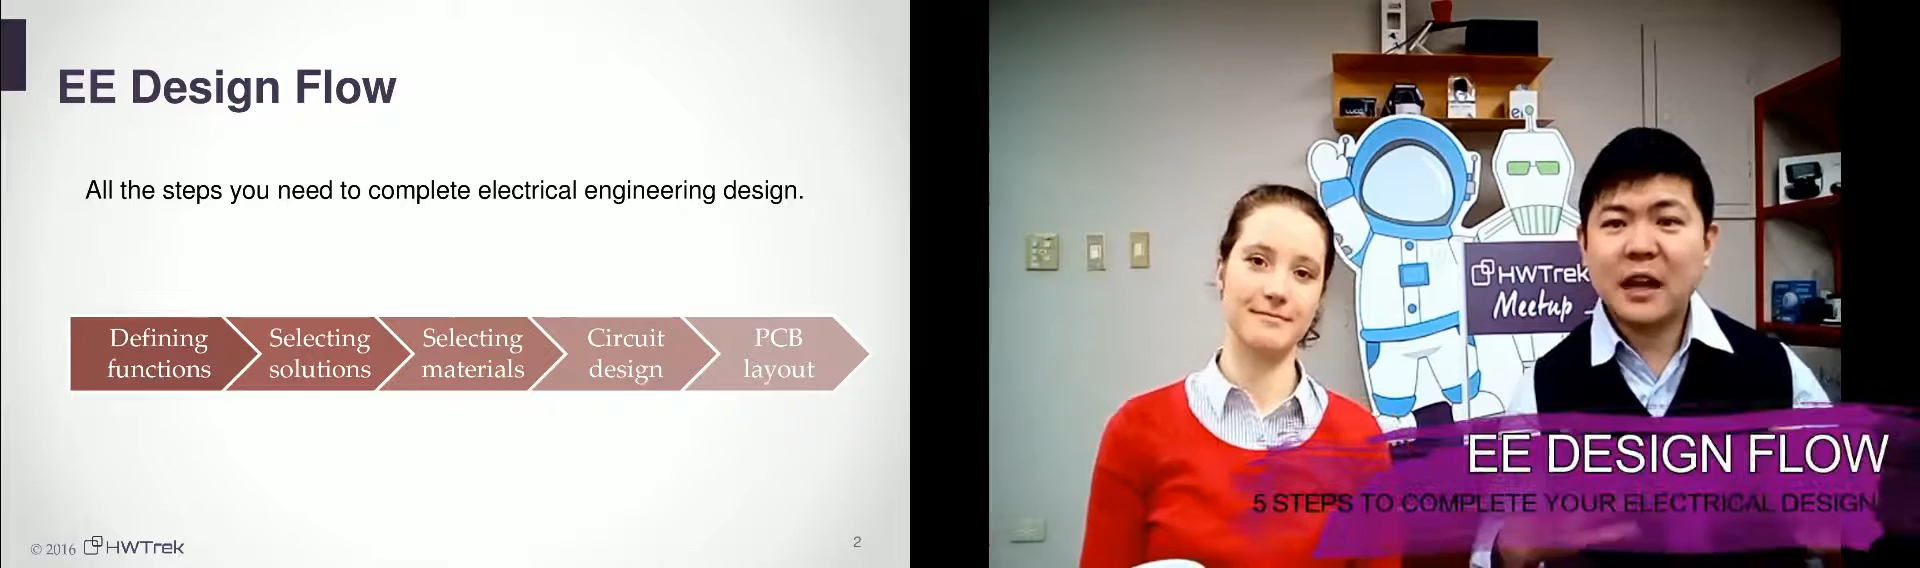 EE Design Flow
All the steps you need to complete electrical engineering design.
Defining
functions
Selecting
solutions
Selecting
materials
Circuit
design
PCB
layout
© 2016 HWTrek
2
HWTrek
Meetup
EE DESIGN FLOW
5 STEPS TO COMPLETE YOUR ELECTRICAL DESIGN